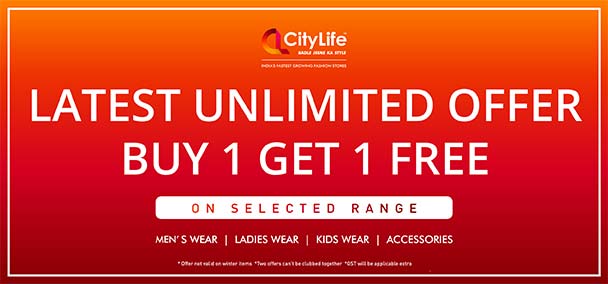 CityLife™
BADLE JEENE KA STYLE
INDIA'S FASTEST GROWING FASHION STORES
LATEST UNLIMITED OFFER
BUY 1 GET 1 FREE
ON SELECTED RANGE
MEN'S WEAR | LADIES WEAR | KIDS WEAR | ACCESSORIES
*Offer not valid on winter items *Two offers can't be clubbed together *GST will be applicable extra